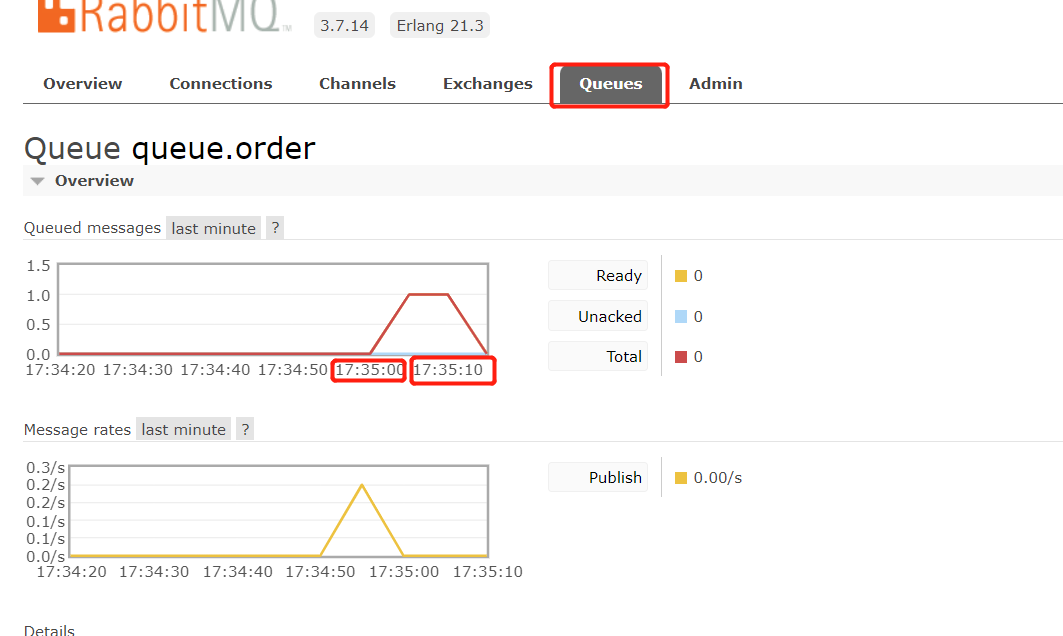 RabbitMQ TM 3.7.14 Erlang 21.3
Overview Connections Channels Exchanges Queues Admin
Queue queue.order
Overview
Queued messages last minute ?
1.5
1.0
0.5
0.0
17:34:20 17:34:30 17:34:40 17:34:50 17:35:00 17:35:10
Ready 0
Unacked 0
Total 0
Message rates last minute ?
0.3/s
0.2/s
0.2/s
0.1/s
0.1/s
0.0/s
17:34:20 17:34:30 17:34:40 17:34:50 17:35:00 17:35:10
Publish 0.00/s
Details